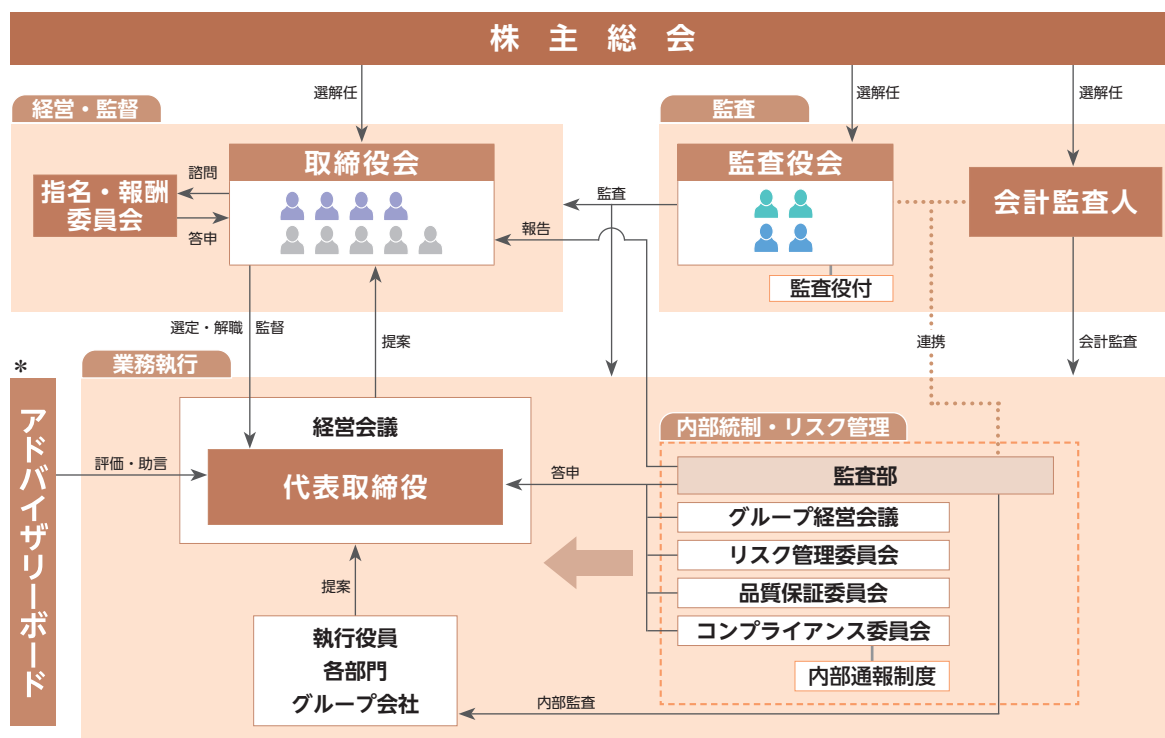 株主総会
選解任
選解任
選解任
経営・監督
監査
取締役会
指名・報酬
委員会
諮問
答申
監査
報告
監査役会
監査役付
会計監査人
選定・解職
監督
提案
連携
会計監査
*
アドバイザリーボード
業務執行
経営会議
代表取締役
評価・助言
答申
内部統制・リスク管理
監査部
グループ経営会議
リスク管理委員会
品質保証委員会
コンプライアンス委員会
内部通報制度
提案
執行役員
各部門
グループ会社
内部監査